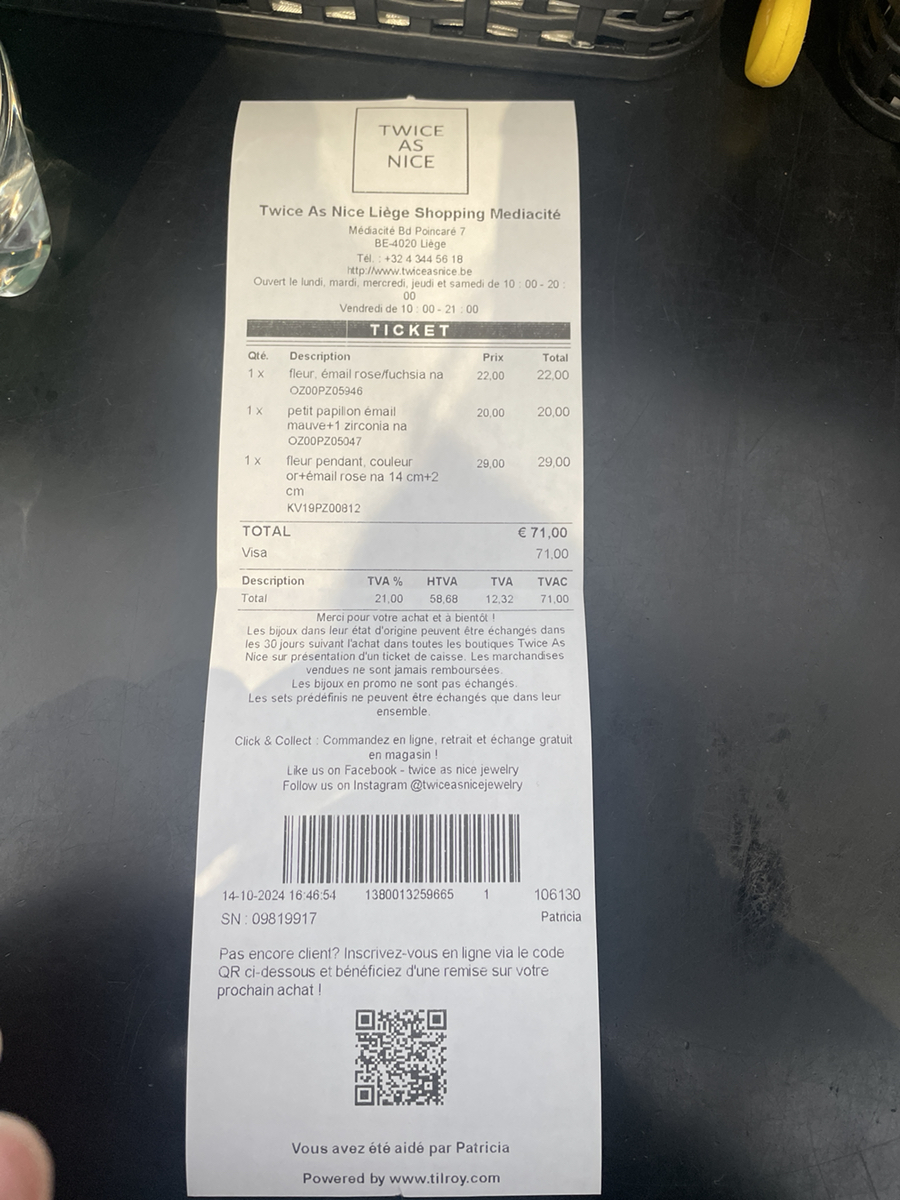 TWICE
AS
NICE
Twice As Nice Liège Shopping Mediacité
Médiacité Bd Poincaré 7
BE-4020 Liège
Tél. : +32 4 344 56 18
http://www.twiceasnice.be
Ouvert le lundi, mardi, mercredi, jeudi et samedi de 10 : 00 - 20 :
00
Vendredi de 10 : 00 - 21 : 00
TICKET
Qté. Description Prix Total
1 x fleur, émail rose/fuchsia na 22,00 22,00
OZ00PZ05946
1 x petit papillon émail 20,00 20,00
mauve+1 zirconia na
OZ00PZ05047
1 x fleur pendant, couleur 29,00 29,00
or+émail rose na 14 cm+2
cm
KV19PZ00812
TOTAL € 71,00
Visa 71,00
Description TVA % HTVA TVA TVAC
Total 21,00 58,68 12,32 71,00
Merci pour votre achat et à bientôt !
Les bijoux dans leur état d'origine peuvent être échangés dans
les 30 jours suivant l'achat dans toutes les boutiques Twice As
Nice sur présentation d'un ticket de caisse. Les marchandises
vendues ne sont jamais remboursées.
Les bijoux en promo ne sont pas échangés.
Les sets prédéfinis ne peuvent être échangés que dans leur
ensemble.
Click & Collect : Commandez en ligne, retrait et échange gratuit
en magasin !
Like us on Facebook - twice as nice jewelry
Follow us on Instagram @twiceasnicejewelry
14-10-2024 16:46:54 1380013259665 1 106130
SN : 09819917 Patricia
Pas encore client? Inscrivez-vous en ligne via le code
QR ci-dessous et bénéficiez d'une remise sur votre
prochain achat !
Vous avez été aidé par Patricia
Powered by www.tilroy.com